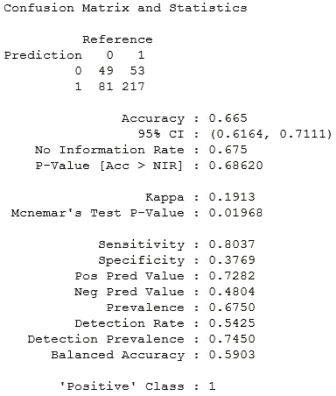 Confusion Matrix and Statistics
Reference
Prediction 0 1
0 49 53
1 81 217
Accuracy : 0.665
95% CI : (0.6164, 0.7111)
No Information Rate : 0.675
P-Value [Acc > NIR] : 0.68620
Kappa : 0.1913
Mcnemar's Test P-Value : 0.01968
Sensitivity : 0.8037
Specificity : 0.3769
Pos Pred Value : 0.7282
Neg Pred Value : 0.4804
Prevalence : 0.6750
Detection Rate : 0.5425
Detection Prevalence : 0.7450
Balanced Accuracy : 0.5903
'Positive' Class : 1